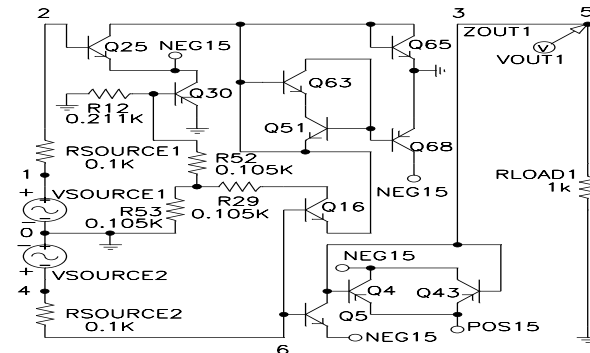 2
3
5
Q25
NEG15
Q65
ZOUT1
V
VOUT1
Q63
Q30
R12
0.211K
Q51
Q68
RSOURCE1
0.1K
R52
0.105K
NEG15
RLOAD1
1k
1
+
VSOURCE1
R53
0.105K
R29
0.105K
Q16
0
+
VSOURCE2
NEG15
4
Q4
Q43
RSOURCE2
0.1K
Q5
POS15
NEG15
6